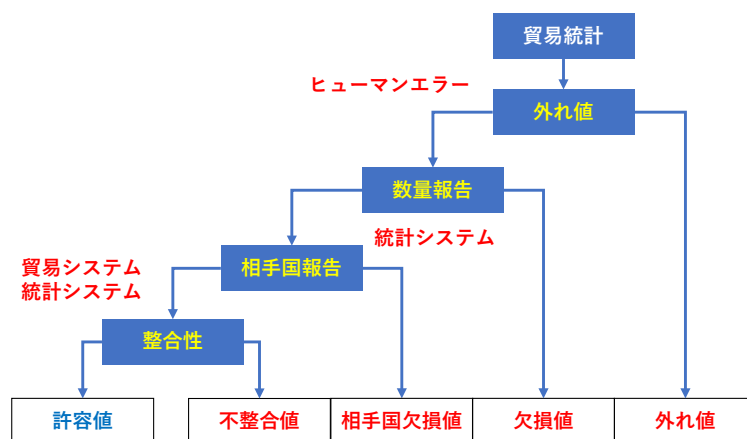 貿易統計
ヒューマンエラー
外れ値
数量報告
統計システム
相手国報告
貿易システム
統計システム
整合性
許容値
不整合値
相手国欠損値
欠損値
外れ値